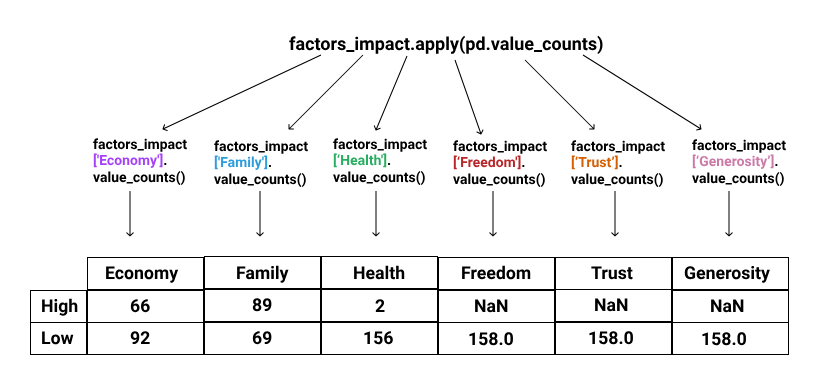 factors_impact.apply(pd.value_counts)
factors_impact
['Economy'].
value_counts()
factors_impact
['Family'].
value_counts()
factors_impact
['Health'].
value_counts()
factors_impact
['Freedom'].
value_counts()
factors_impact
['Trust'].
value_counts()
factors_impact
['Generosity'].
value_counts()
Economy Family Health Freedom Trust Generosity
High 66 89 2 NaN NaN NaN
Low 92 69 156 158.0 158.0 158.0